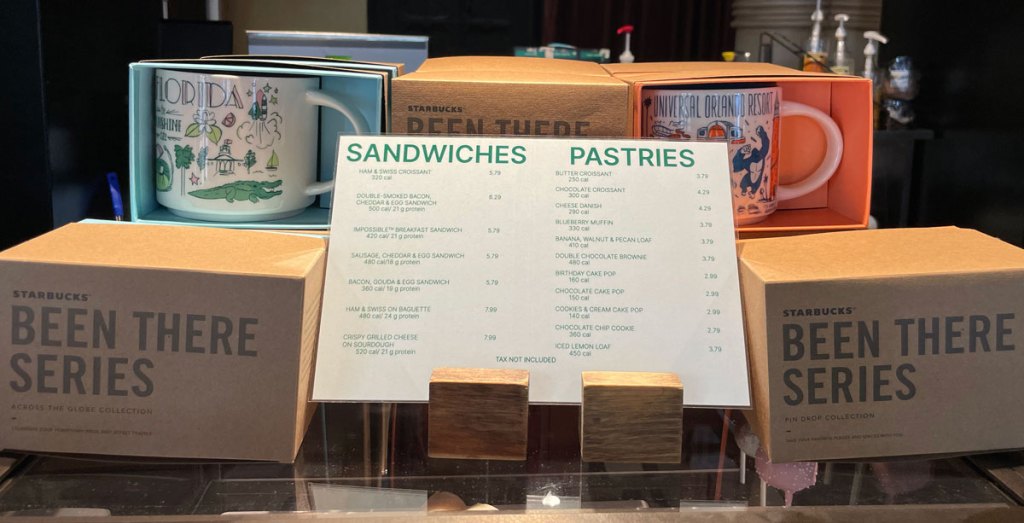 FLORIDA
UNIVERSAL ORLANDO RESORT
STARBUCKS
BEEN THERE
SANDWICHES
HAM & SWISS CROISSANT 5.79
320 cal
DOUBLE-SMOKED BACON,
CHEDDAR & EGG SANDWICH 6.29
500 cal/ 21 g protein
IMPOSSIBLE™ BREAKFAST SANDWICH 5.79
420 cal/ 21 g protein
SAUSAGE, CHEDDAR & EGG SANDWICH 5.79
480 cal/18 g protein
BACON, GOUDA & EGG SANDWICH 5.79
360 cal/ 18 g protein
HAM & SWISS ON BAGUETTE 7.99
480 cal/ 24 g protein
CRISPY GRILLED CHEESE 7.99
ON SOURDOUGH
520 cal/ 21 g protein
PASTRIES
BUTTER CROISSANT 3.79
250 cal
CHOCOLATE CROISSANT 4.29
300 cal
CHEESE DANISH 4.29
290 cal
BLUEBERRY MUFFIN 3.79
330 cal
BANANA, WALNUT & PECAN LOAF 3.79
410 cal
DOUBLE CHOCOLATE BROWNIE 3.79
480 cal
BIRTHDAY CAKE POP 2.99
160 cal
CHOCOLATE CAKE POP 2.99
150 cal
COOKIES & CREAM CAKE POP 2.99
140 cal
CHOCOLATE CHIP COOKIE 2.79
360 cal
ICED LEMON LOAF 3.79
450 cal
TAX NOT INCLUDED
STARBUCKS™
BEEN THERE
SERIES
ACROSS THE GLOBE COLLECTION
STARBUCKS™
BEEN THERE
SERIES
PIN DROP COLLECTION